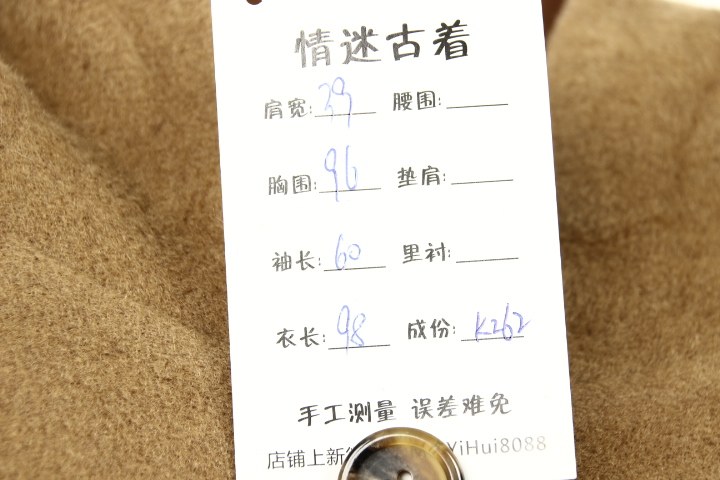 情迷古着
肩宽: 39 腰围:
胸围: 96 垫肩:
袖长: 60 里衬:
衣长: 98 成份: K262
手工测量 误差难免
店铺上新 YiHui8088